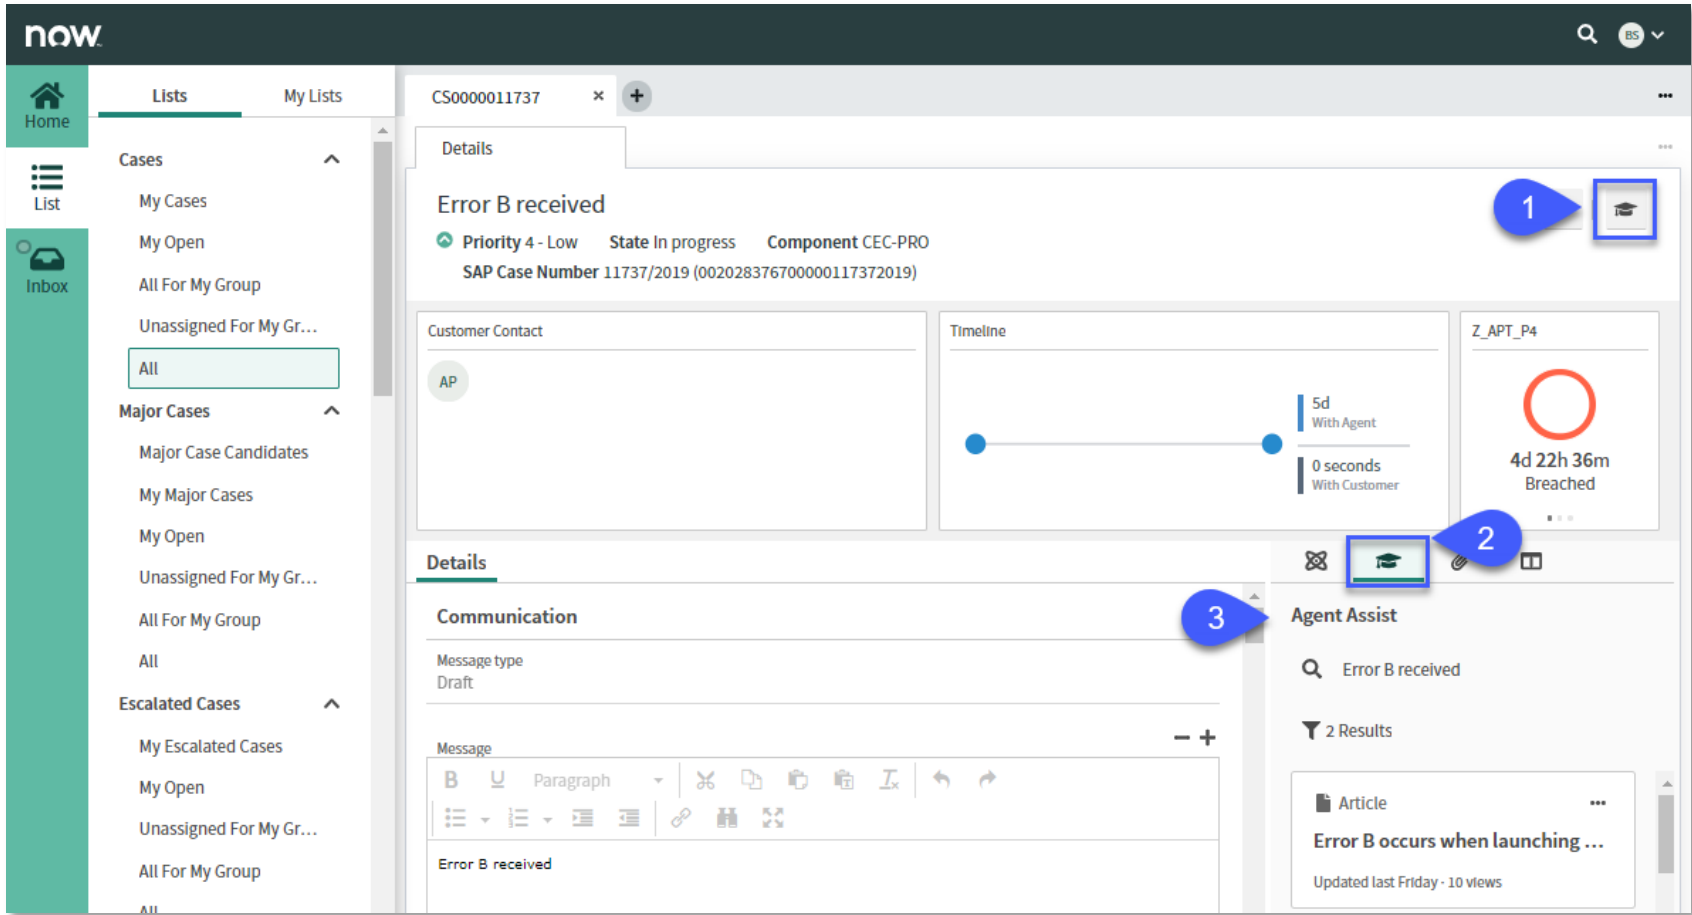 now
BS
Home
List
Inbox
Lists
My Lists
Cases
My Cases
My Open
All For My Group
Unassigned For My Gr...
All
Major Cases
Major Case Candidates
My Major Cases
My Open
Unassigned For My Gr...
All For My Group
All
Escalated Cases
My Escalated Cases
My Open
Unassigned For My Gr...
All For My Group
All
CS0000011737
Details
Error B received
Priority 4 - Low State In progress Component CEC-PRO
SAP Case Number 11737/2019 (002028376700000117372019)
1
Customer Contact
AP
Timeline
5d
With Agent
0 seconds
With Customer
Z_APT_P4
4d 22h 36m
Breached
2
Details
Communication
Message type
Draft
Message
B U Paragraph
Error B received
3
Agent Assist
Error B received
2 Results
Article
Error B occurs when launching ...
Updated last Friday · 10 views